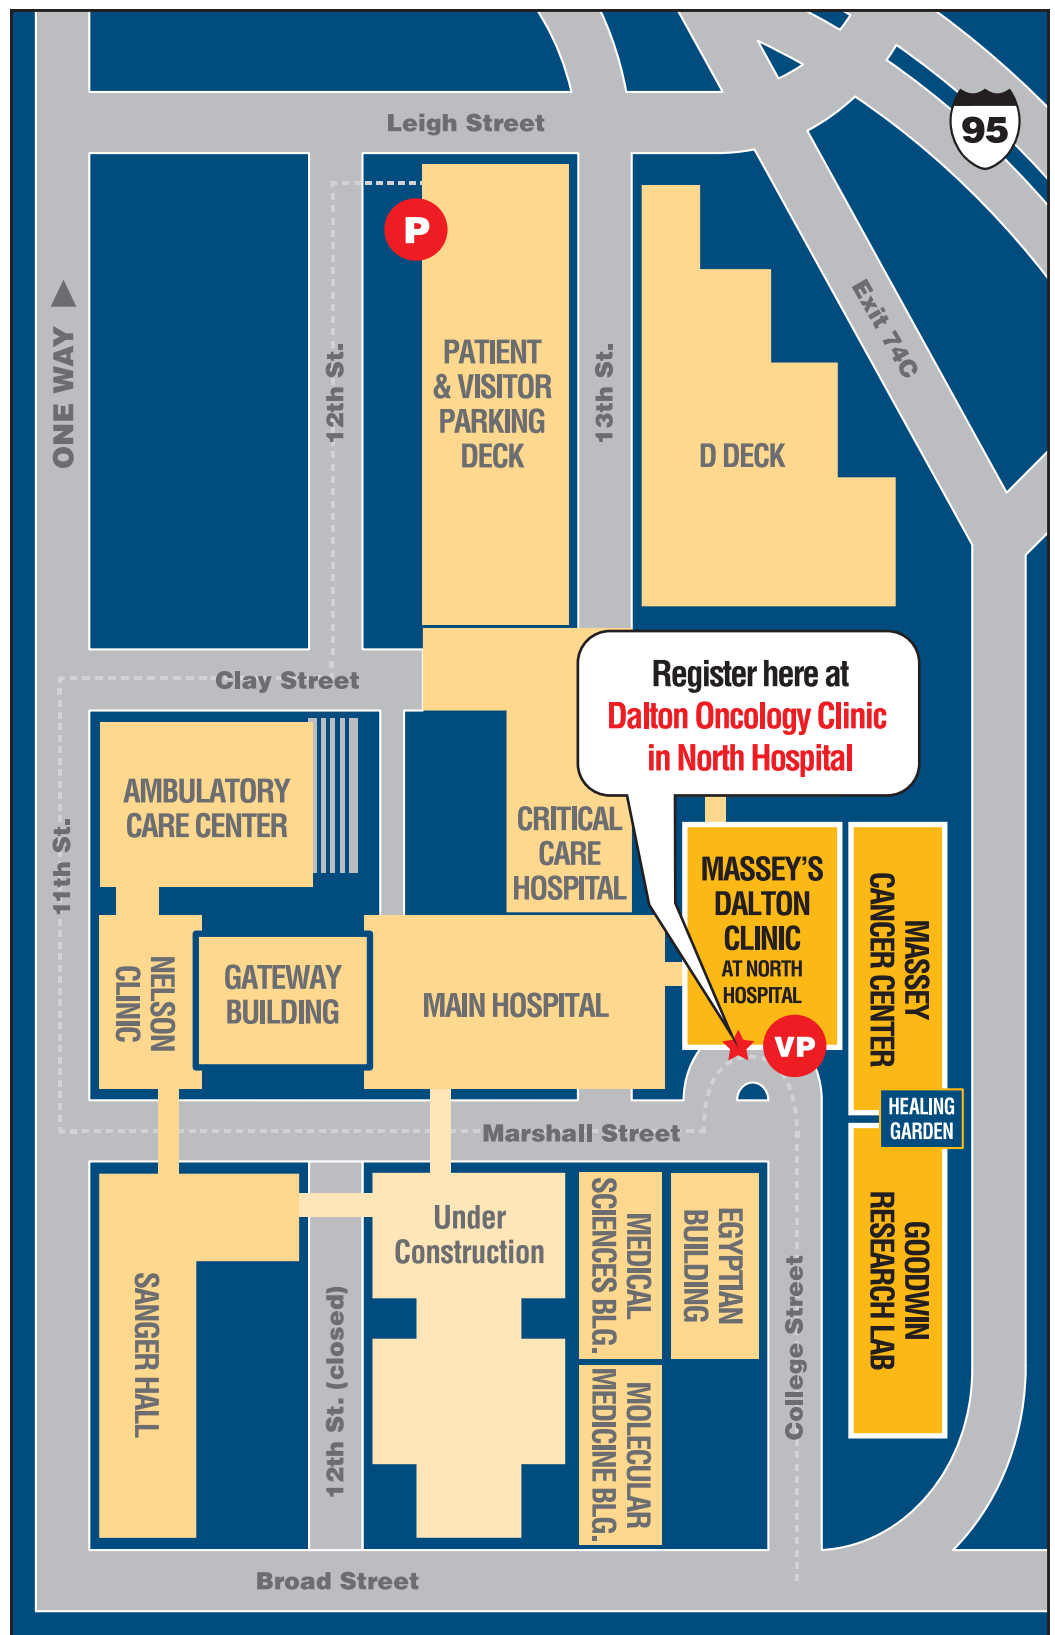 Leigh Street
95
P
ONE WAY
12th St.
PATIENT
& VISITOR
PARKING
DECK
13th St.
D DECK
Exit 74C
Clay Street
Register here at
Dalton Oncology Clinic
in North Hospital
AMBULATORY
CARE CENTER
11th St.
CRITICAL
CARE
HOSPITAL
MASSEY'S
DALTON
CLINIC
AT NORTH
HOSPITAL
MASSEY
CANCER CENTER
NELSON
CLINIC
GATEWAY
BUILDING
MAIN HOSPITAL
VP
HEALING
GARDEN
Marshall Street
Under
Construction
MEDICAL
SCIENCES BLG.
EGYPTIAN
BUILDING
GOODWIN
RESEARCH LAB
SANGER HALL
12th St. (closed)
College Street
MOLECULAR
MEDICINE BLG.
Broad Street